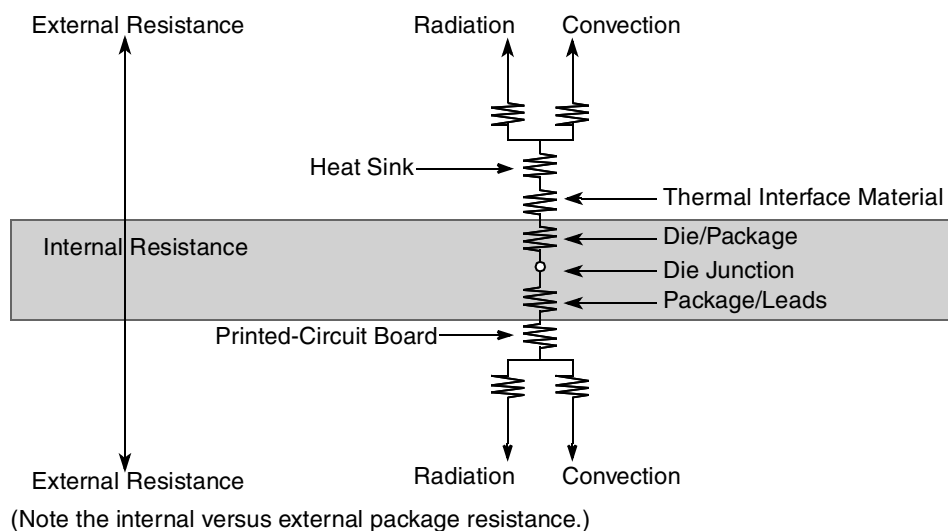 External Resistance
Radiation
Convection
Heat Sink
Thermal Interface Material
Internal Resistance
Die/Package
Die Junction
Package/Leads
Printed-Circuit Board
Radiation
Convection
External Resistance
(Note the internal versus external package resistance.)